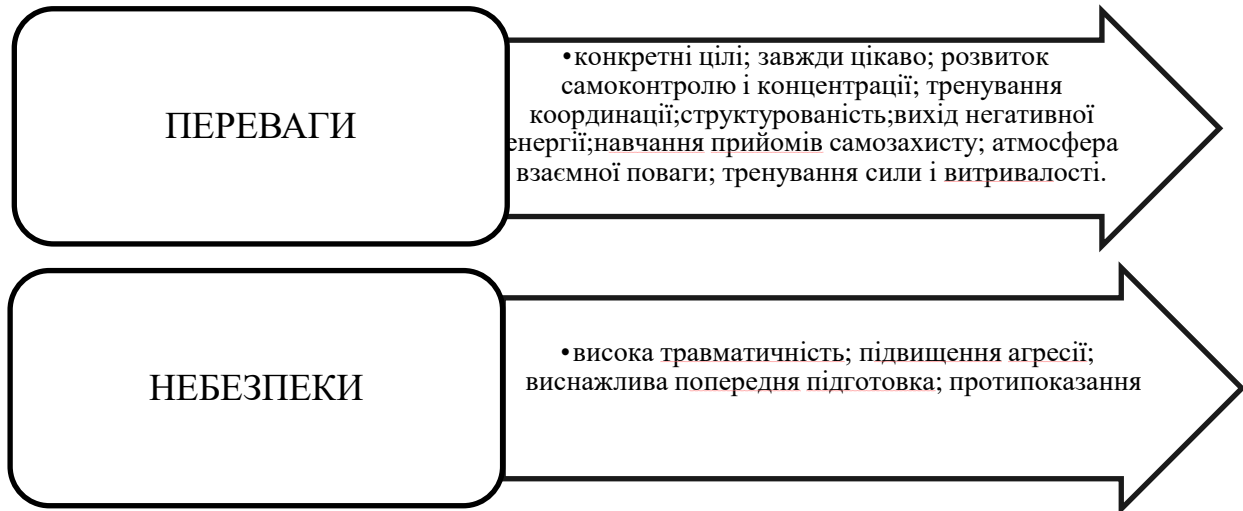 ПЕРЕВАГИ
•конкретні цілі; завжди цікаво; розвиток
самоконтролю і концентрації; тренування
координації;структурованість;вихід негативної
енергії;навчання прийомів самозахисту; атмосфера
взаємної поваги; тренування сили і витривалості.
НЕБЕЗПЕКИ
•висока травматичність; підвищення агресії;
виснажлива попередня підготовка; протипоказання